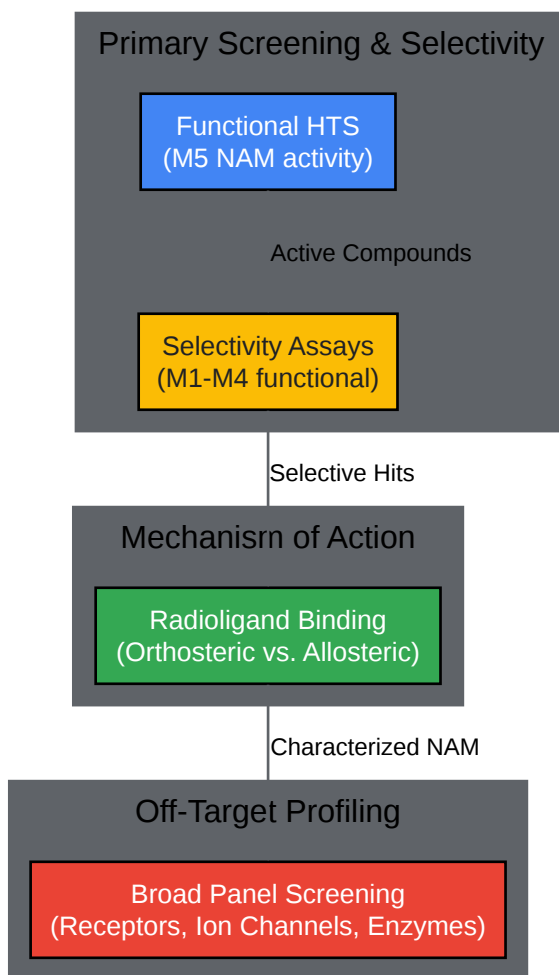 Primary Screening & Selectivity
Functional HTS
(M5 NAM activity)
Active Compounds
Selectivity Assays
(M1-M4 functional)
Selective Hits
Mechanism of Action
Radioligand Binding
(Orthosteric vs. Allosteric)
Characterized NAM
Off-Target Profiling
Broad Panel Screening
(Receptors, Ion Channels, Enzymes)